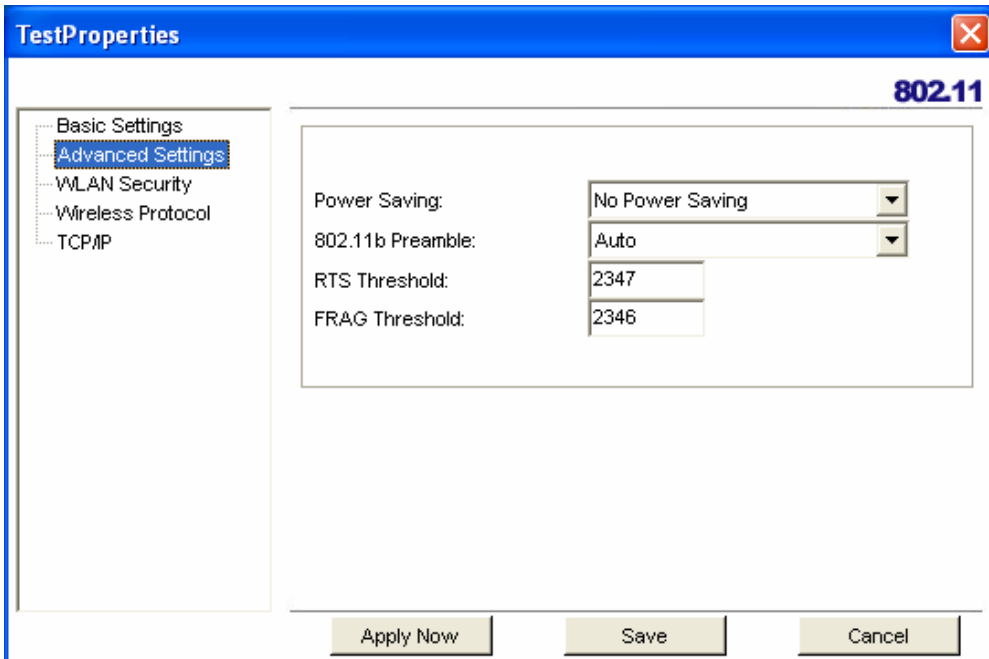 TestProperties
802.11
Basic Settings
Advanced Settings
WLAN Security
Wireless Protocol
TCP/IP
Power Saving: No Power Saving
802.11b Preamble: Auto
RTS Threshold: 2347
FRAG Threshold: 2346
Apply Now Save Cancel